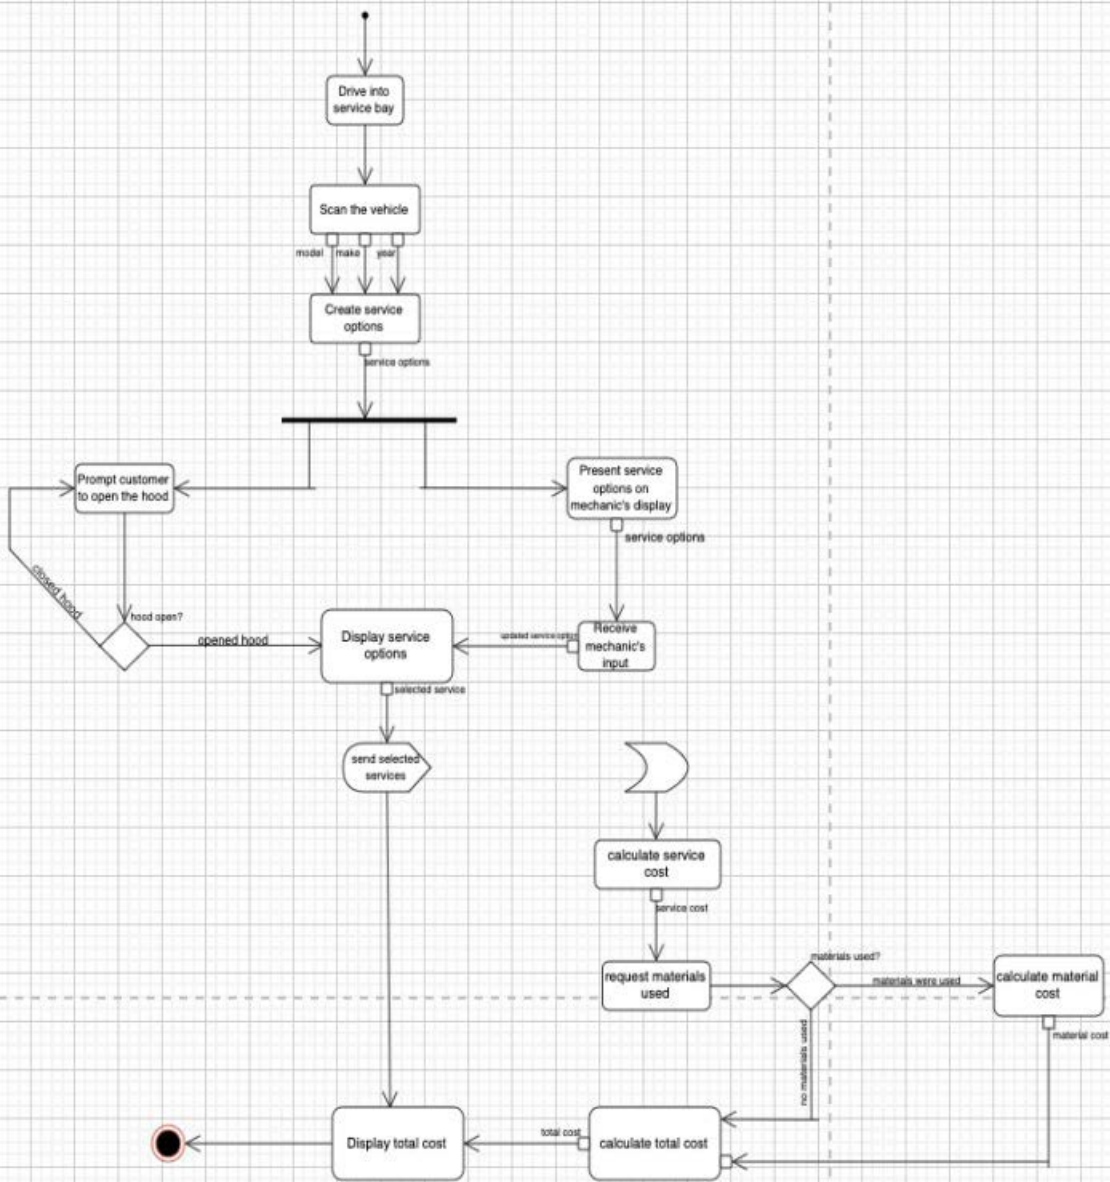 Drive into
service bay
Scan the vehicle
model
make
year
Create service
options
service options
Prompt customer
to open the hood
Present service
options on
mechanic's display
service options
closed hood
hood open?
opened hood
Display service
options
updated service option
Receive
mechanic's
input
selected service
send selected
services
calculate service
cost
service cost
request materials
used
materials used?
materials were used
calculate material
cost
material cost
no materials used
Display total cost
total cost
calculate total cost